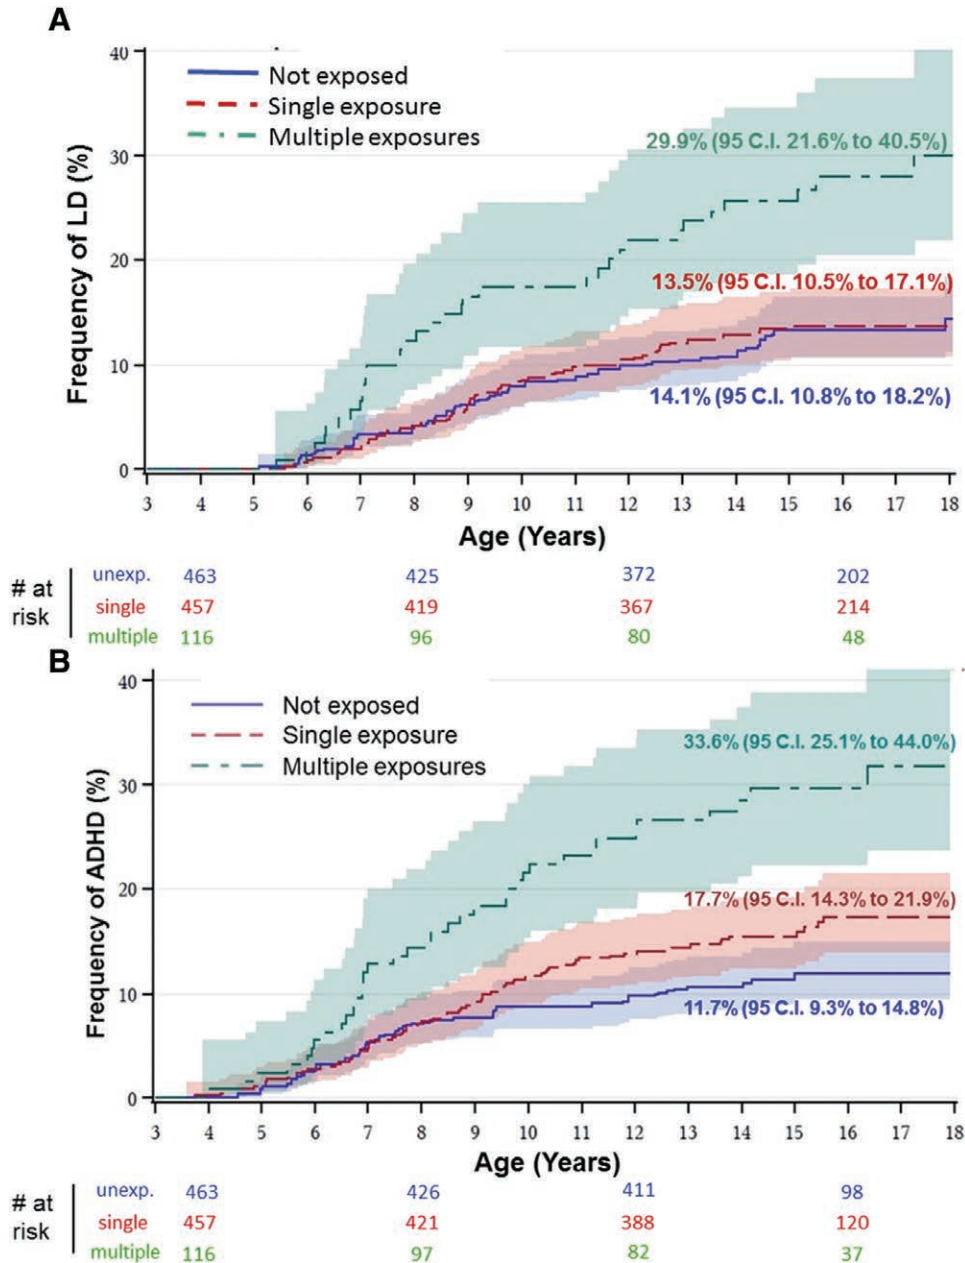 A
40
30
20
10
0
Frequency of LD (%)
Not exposed
Single exposure
Multiple exposures
29.9% (95 C.I. 21.6% to 40.5%)
13.5% (95 C.I. 10.5% to 17.1%)
14.1% (95 C.I. 10.8% to 18.2%)
3 4 5 6 7 8 9 10 11 12 13 14 15 16 17 18
Age (Years)
# at risk
unexp. 463 425 372 202
single 457 419 367 214
multiple 116 96 80 48
B
40
30
20
10
0
Frequency of ADHD (%)
Not exposed
Single exposure
Multiple exposures
33.6% (95 C.I. 25.1% to 44.0%)
17.7% (95 C.I. 14.3% to 21.9%)
11.7% (95 C.I. 9.3% to 14.8%)
3 4 5 6 7 8 9 10 11 12 13 14 15 16 17 18
Age (Years)
# at risk
unexp. 463 426 411 98
single 457 421 388 120
multiple 116 97 82 37